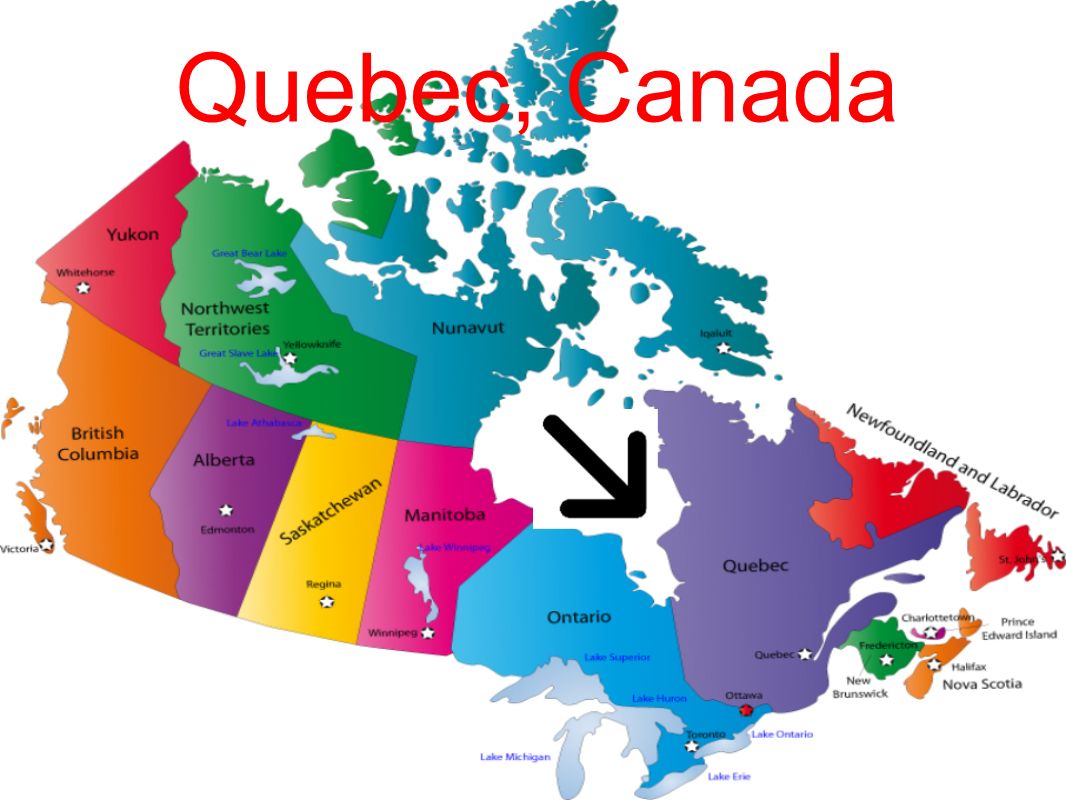 Quebec, Canada
Yukon
Whitehorse
Great Bear Lake
Northwest
Territories
Great Slave Lake
Yellowknife
Nunavut
Iqaluit
British
Columbia
Victoria
Lake Athabasca
Alberta
Edmonton
Saskatchewan
Regina
Manitoba
Lake Winnipeg
Winnipeg
Newfoundland and Labrador
St. John's
Quebec
Quebec
Ontario
Lake Superior
Lake Huron
Ottawa
Toronto
Lake Ontario
Lake Michigan
Lake Erie
Charlottetown
Prince
Edward Island
Fredericton
Halifax
New
Brunswick
Nova Scotia